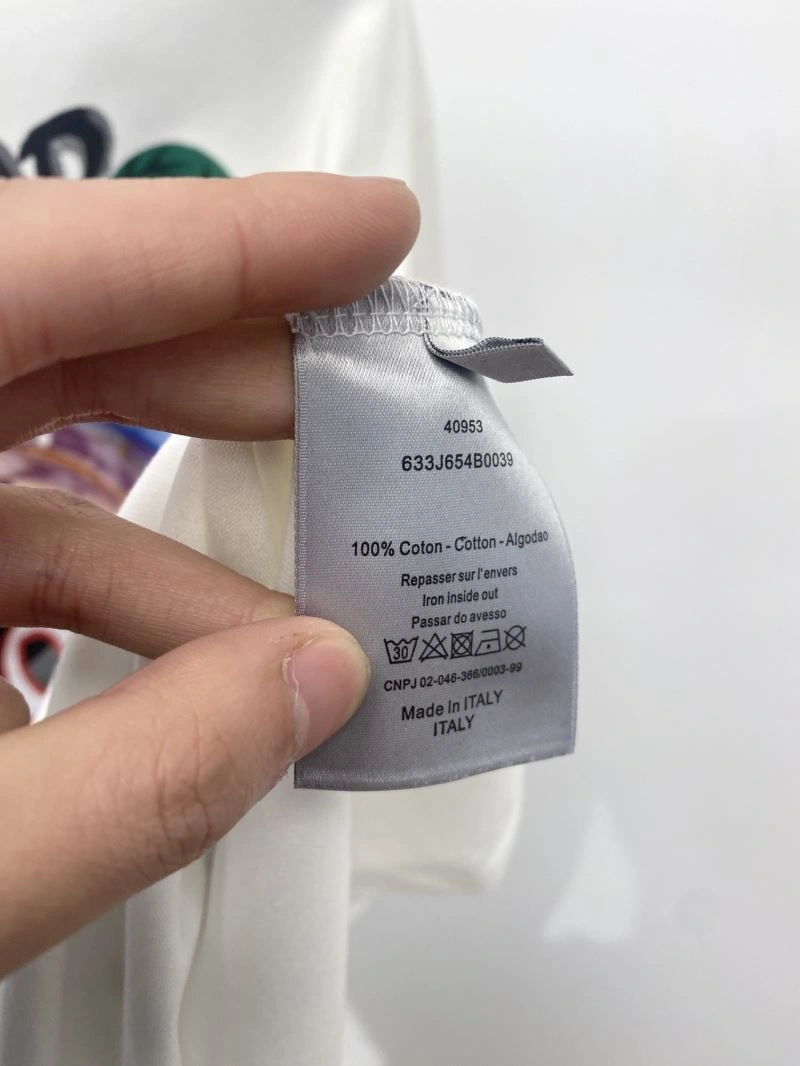 40953
633J654B0039
100% Coton - Cotton - Algodao
Repasser sur l'envers
Iron inside out
Passar do avesso
30
CNPJ 02-046-366/0003-99
Made In ITALY
ITALY